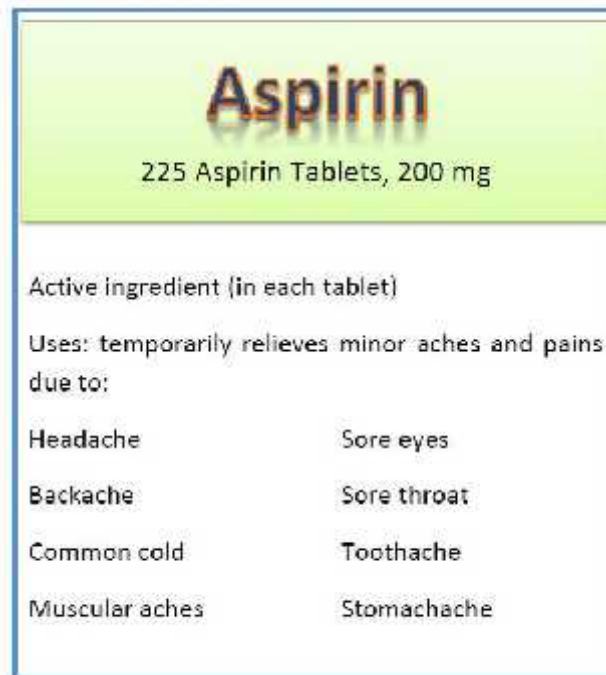 Aspirin
225 Aspirin Tablets, 200 mg
Active ingredient (in each tablet)
Uses: temporarily relieves minor aches and pains
due to:
Headache Sore eyes
Backache Sore throat
Common cold Toothache
Muscular aches Stomachache